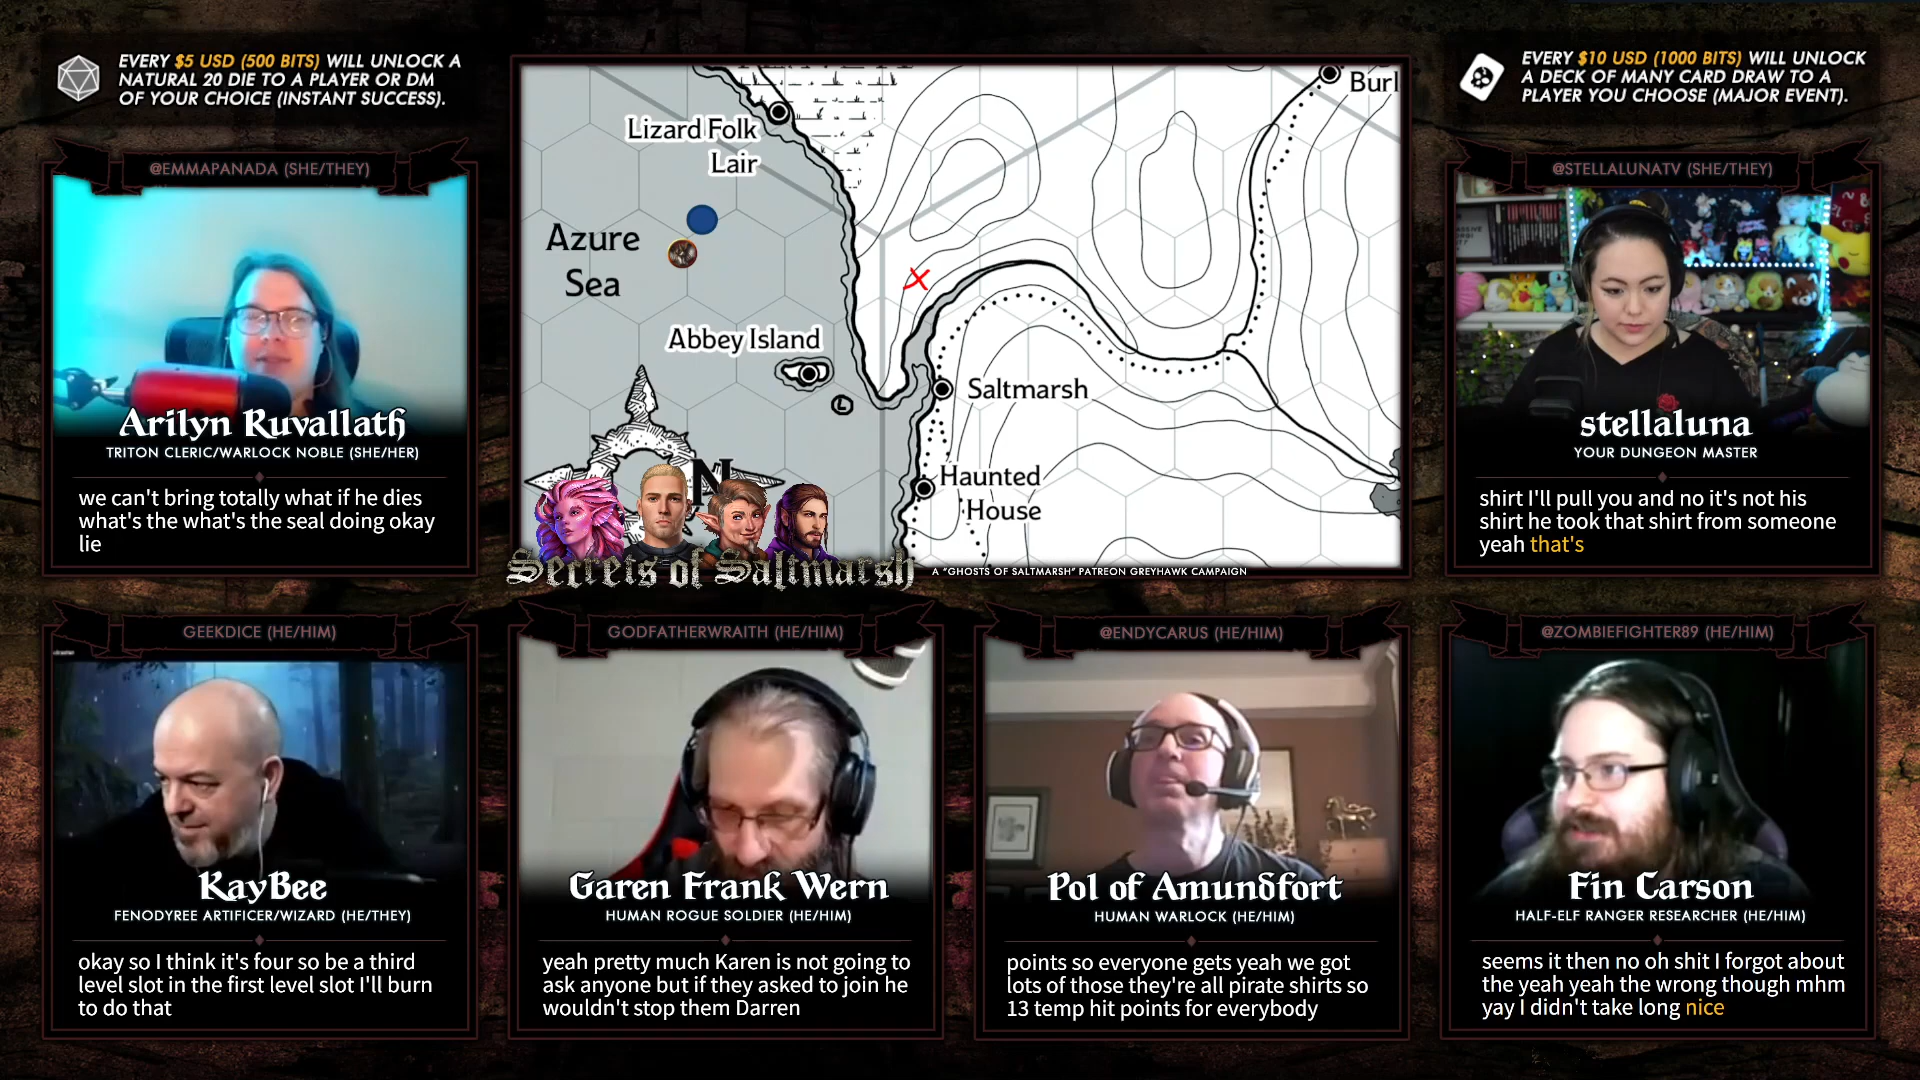 EVERY $5 USD (500 BITS) WILL UNLOCK A
NATURAL 20 DIE TO A PLAYER OR DM
OF YOUR CHOICE (INSTANT SUCCESS).
EVERY $10 USD (1000 BITS) WILL UNLOCK
A DECK OF MANY CARD DRAW TO A
PLAYER YOU CHOOSE (MAJOR EVENT).
@EMMAPANADA (SHE/THEY)
Arilyn Ruvallath
TRITON CLERIC/WARLOCK NOBLE (SHE/HER)
we can't bring totally what if he dies
what's the what's the seal doing okay
lie
Burl
Lizard Folk
Lair
Azure
Sea
Abbey Island
Saltmarsh
Haunted
House
N
Secrets of Saltmarsh
A "GHOSTS OF SALTMARSH" PATREON GREYHAWK CAMPAIGN
@STELLALUNATV (SHE/THEY)
stellaluna
YOUR DUNGEON MASTER
shirt I'll pull you and no it's not his
shirt he took that shirt from someone
yeah that's
GEEKDICE (HE/HIM)
KayBee
FENODYREE ARTIFICER/WIZARD (HE/THEY)
okay so I think it's four so be a third
level slot in the first level slot I'll burn
to do that
GODFATHERWRAITH (HE/HIM)
Garen Frank Wern
HUMAN ROGUE SOLDIER (HE/HIM)
yeah pretty much Karen is not going to
ask anyone but if they asked to join he
wouldn't stop them Darren
@ENDYCARUS (HE/HIM)
Pol of Amundfort
HUMAN WARLOCK (HE/HIM)
points so everyone gets yeah we got
lots of those they're all pirate shirts so
13 temp hit points for everybody
@ZOMBIEFIGHTER89 (HE/HIM)
Fin Carson
HALF-ELF RANGER RESEARCHER (HE/HIM)
seems it then no oh shit I forgot about
the yeah yeah the wrong though mhm
yay I didn't take long nice